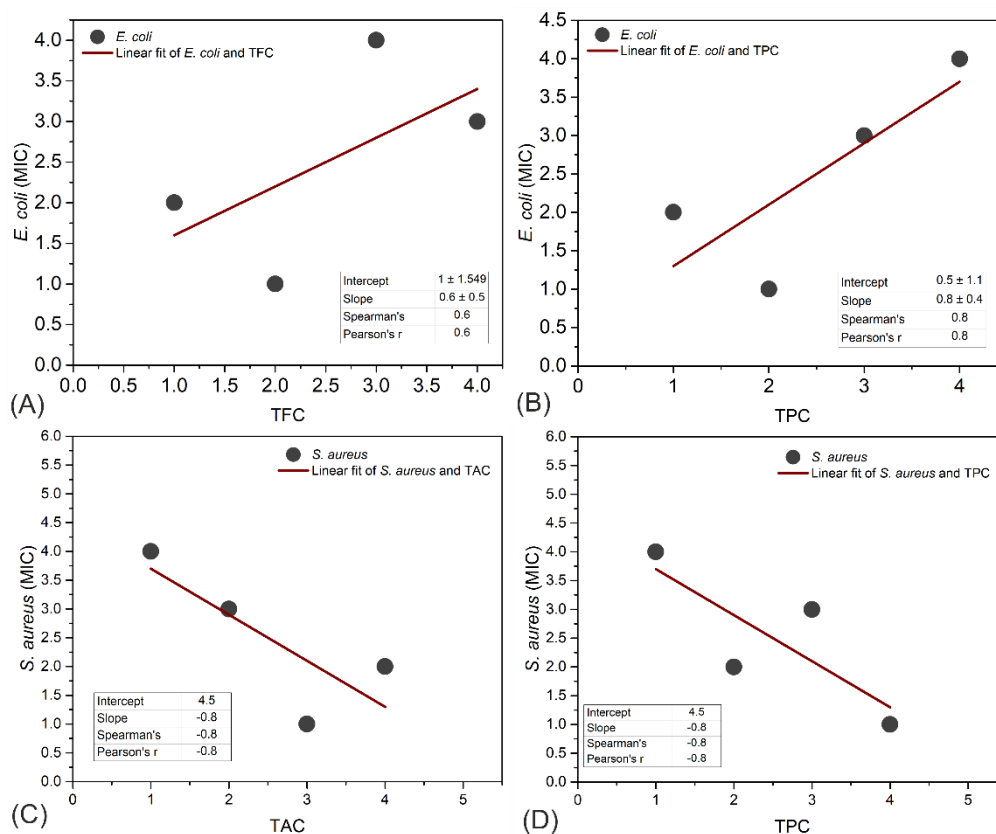 E. coli
Linear fit of E. coli and TFC
E. coli (MIC)
4.0
3.5
3.0
2.5
2.0
1.5
1.0
0.5
0.0
Intercept 1 ± 1.549
Slope 0.6 ± 0.5
Spearman's 0.6
Pearson's r 0.6
0.0 0.5 1.0 1.5 2.0 2.5 3.0 3.5 4.0
(A) TFC
E. coli
Linear fit of E. coli and TPC
E. coli (MIC)
4.5
4.0
3.5
3.0
2.5
2.0
1.5
1.0
0.5
0.0
Intercept 0.5 ± 1.1
Slope 0.8 ± 0.4
Spearman's 0.8
Pearson's r 0.8
0 1 2 3 4
(B) TPC
S. aureus
Linear fit of S. aureus and TAC
S. aureus (MIC)
6.0
5.5
5.0
4.5
4.0
3.5
3.0
2.5
2.0
1.5
1.0
0.5
0.0
Intercept 4.5
Slope -0.8
Spearman's -0.8
Pearson's r -0.8
0 1 2 3 4 5
(C) TAC
S. aureus
Linear fit of S. aureus and TPC
S. aureus (MIC)
6.0
5.5
5.0
4.5
4.0
3.5
3.0
2.5
2.0
1.5
1.0
0.5
0.0
Intercept 4.5
Slope -0.8
Spearman's -0.8
Pearson's r -0.8
0 1 2 3 4 5
(D) TPC